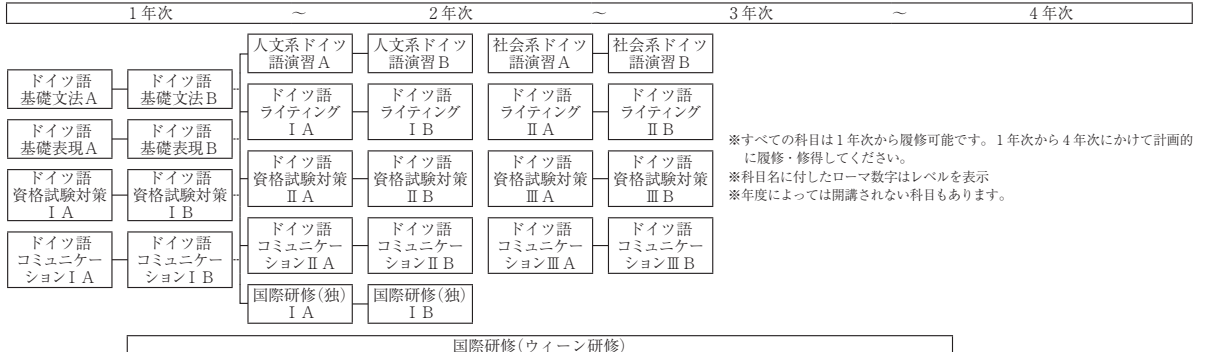 1年次 ～ 2年次 ～ 3年次 ～ 4年次
人文系ドイツ
語演習A
人文系ドイツ
語演習B
社会系ドイツ
語演習A
社会系ドイツ
語演習B
ドイツ語
基礎文法A
ドイツ語
基礎文法B
ドイツ語
ライティング
ⅠA
ドイツ語
ライティング
ⅠB
ドイツ語
ライティング
ⅡA
ドイツ語
ライティング
ⅡB
ドイツ語
基礎表現A
ドイツ語
基礎表現B
※すべての科目は1年次から履修可能です。1年次から4年次にかけて計画的
に履修・修得してください。
※科目名に付したローマ数字はレベルを表示
※年度によっては開講されない科目もあります。
ドイツ語
資格試験対策
ⅠA
ドイツ語
資格試験対策
ⅠB
ドイツ語
資格試験対策
ⅡA
ドイツ語
資格試験対策
ⅡB
ドイツ語
資格試験対策
ⅢA
ドイツ語
資格試験対策
ⅢB
ドイツ語
コミュニケー
ションⅠA
ドイツ語
コミュニケー
ションⅠB
ドイツ語
コミュニケー
ションⅡA
ドイツ語
コミュニケー
ションⅡB
ドイツ語
コミュニケー
ションⅢA
ドイツ語
コミュニケー
ションⅢB
国際研修(独)
ⅠA
国際研修(独)
ⅠB
国際研修(ウィーン研修)